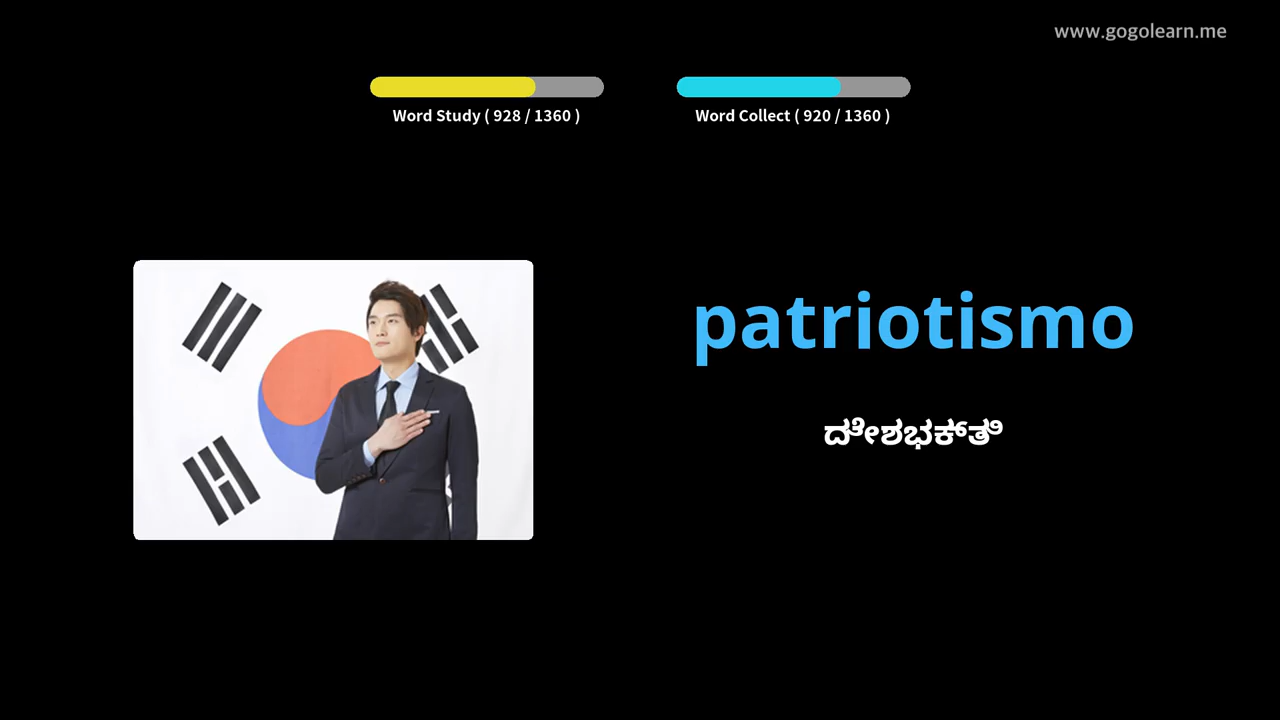 www.gogolearn.me
Word Study ( 928 / 1360 )
Word Collect ( 920 / 1360 )
patriotismo
ದೇಶಭಕ್ತಿ